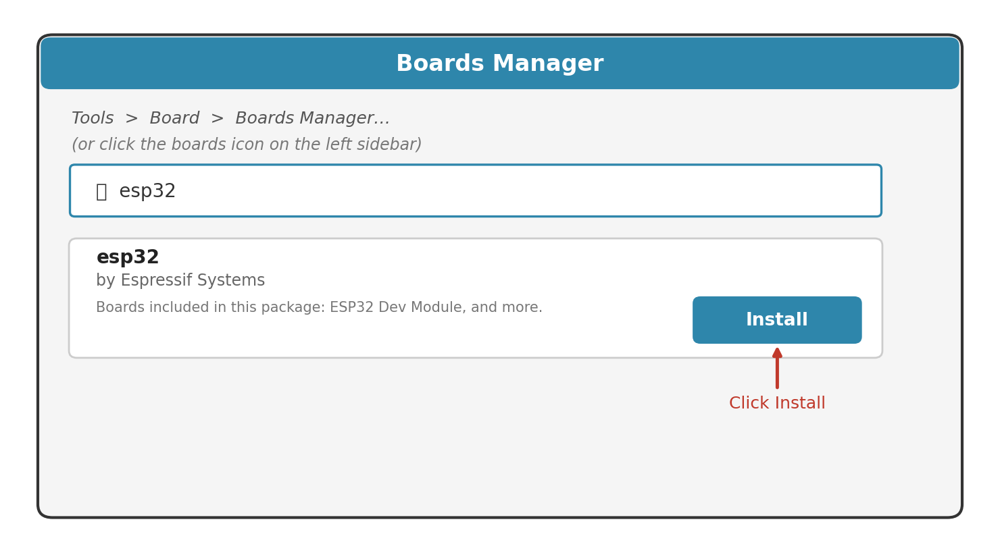 Boards Manager
Tools > Board > Boards Manager...
(or click the boards icon on the left sidebar)
esp32
esp32
by Espressif Systems
Boards included in this package: ESP32 Dev Module, and more.
Install
Click Install